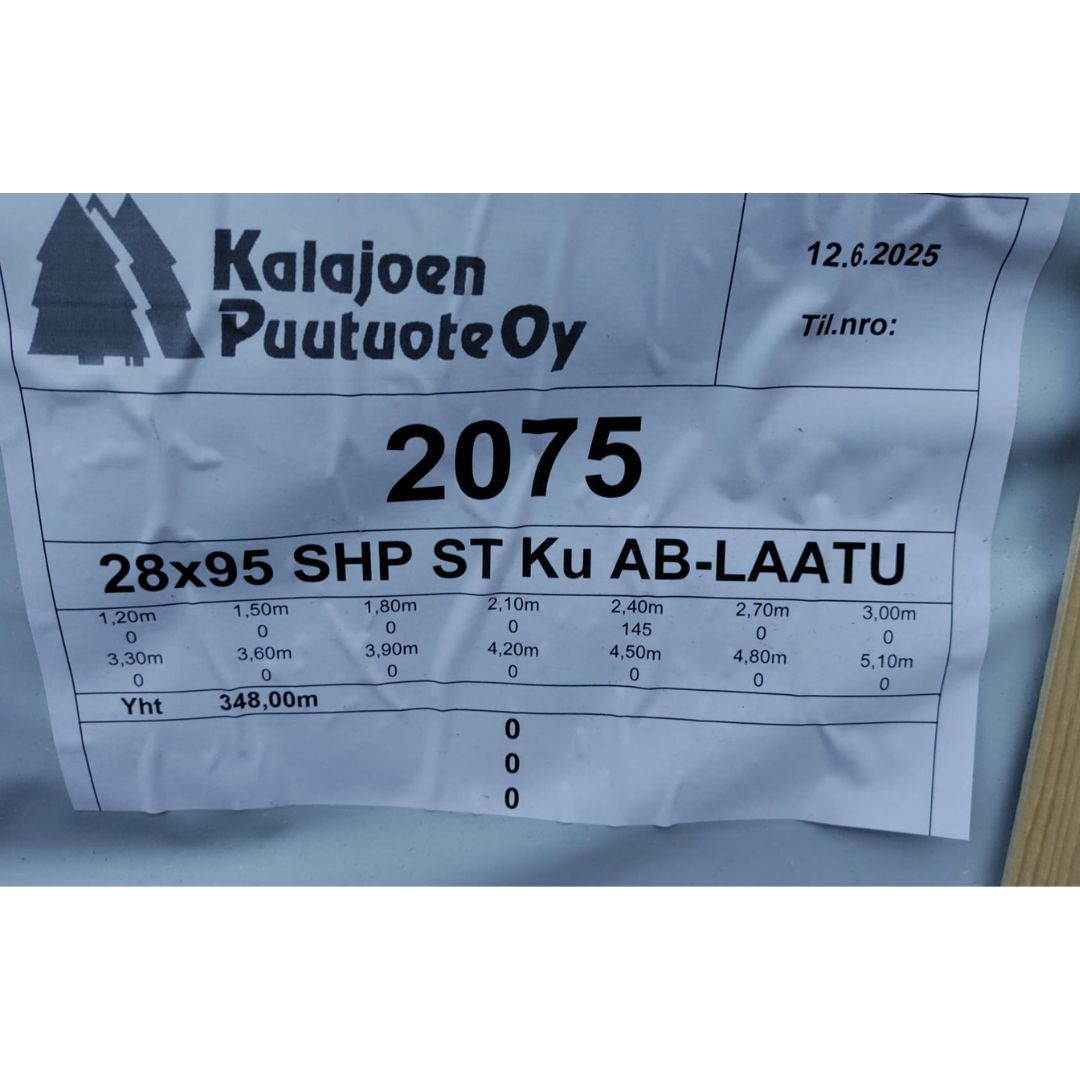 Kalajoen
Puutuote Oy
12.6.2025
Til.nro:
2075
28x95 SHP ST Ku AB-LAATU
1,20m 1,50m 1,80m 2,10m 2,40m 2,70m 3,00m
0 0 0 0 145 0 0
3,30m 3,60m 3,90m 4,20m 4,50m 4,80m 5,10m
0 0 0 0 0 0 0
Yht 348,00m
0
0
0